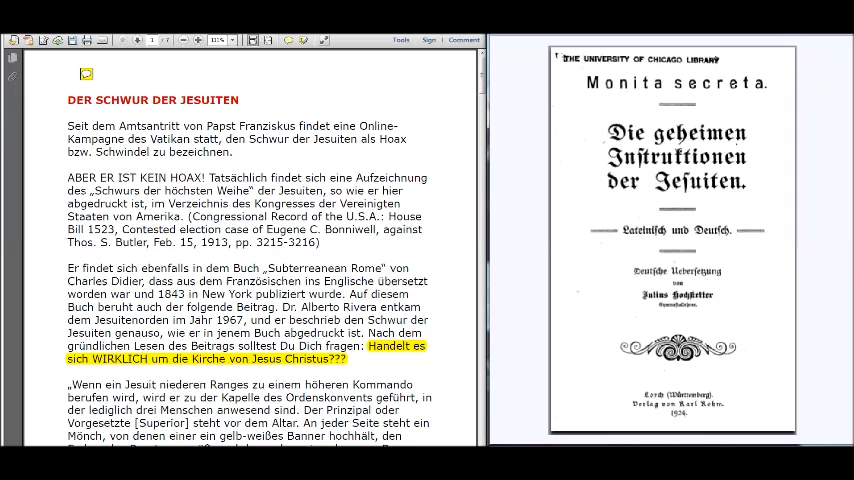 1 / 7
111%
Tools
Sign
Comment
DER SCHWUR DER JESUITEN
Seit dem Amtsantritt von Papst Franziskus findet eine Online-
Kampagne des Vatikan statt, den Schwur der Jesuiten als Hoax
bzw. Schwindel zu bezeichnen.
ABER ER IST KEIN HOAX! Tatsächlich findet sich eine Aufzeichnung
des „Schwurs der höchsten Weihe“ der Jesuiten, so wie er hier
abgedruckt ist, im Verzeichnis des Kongresses der Vereinigten
Staaten von Amerika. (Congressional Record of the U.S.A.: House
Bill 1523, Contested election case of Eugene C. Bonniwell, against
Thos. S. Butler, Feb. 15, 1913, pp. 3215-3216)
Er findet sich ebenfalls in dem Buch „Subterreanean Rome“ von
Charles Didier, dass aus dem Französischen ins Englische übersetzt
worden war und 1843 in New York publiziert wurde. Auf diesem
Buch beruht auch der folgende Beitrag. Dr. Alberto Rivera entkam
dem Jesuitenorden im Jahr 1967, und er beschrieb den Schwur der
Jesuiten genauso, wie er in jenem Buch abgedruckt ist. Nach dem
gründlichen Lesen des Beitrags solltest Du Dich fragen: Handelt es
sich WIRKLICH um die Kirche von Jesus Christus???
„Wenn ein Jesuit niederen Ranges zu einem höheren Kommando
berufen wird, wird er zu der Kapelle des Ordenskonvents geführt, in
der lediglich drei Menschen anwesend sind. Der Prinzipal oder
Vorgesetzte [Superior] steht vor dem Altar. An jeder Seite steht ein
Mönch, von denen einer ein gelb-weißes Banner hochhält, den
THE UNIVERSITY OF CHICAGO LIBRARY
Monita secreta.
Die geheimen
Instruktionen
der Jesuiten.
Lateinisch und Deutsch.
Deutsche Uebersetzung
von
Julius Hochstetter
Lorch (Württemberg)
Verlag von Karl Rohm.
1924.